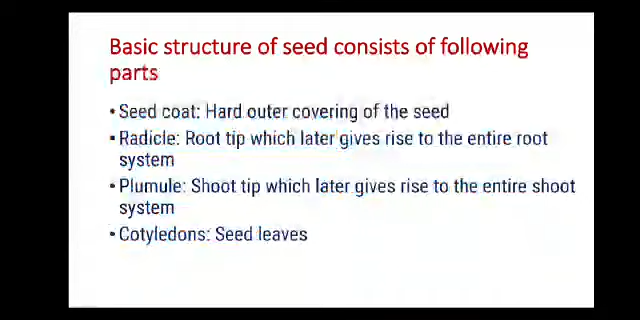 Basic structure of seed consists of following
parts
• Seed coat: Hard outer covering of the seed
• Radicle: Root tip which later gives rise to the entire root
system
• Plumule: Shoot tip which later gives rise to the entire shoot
system
• Cotyledons: Seed leaves